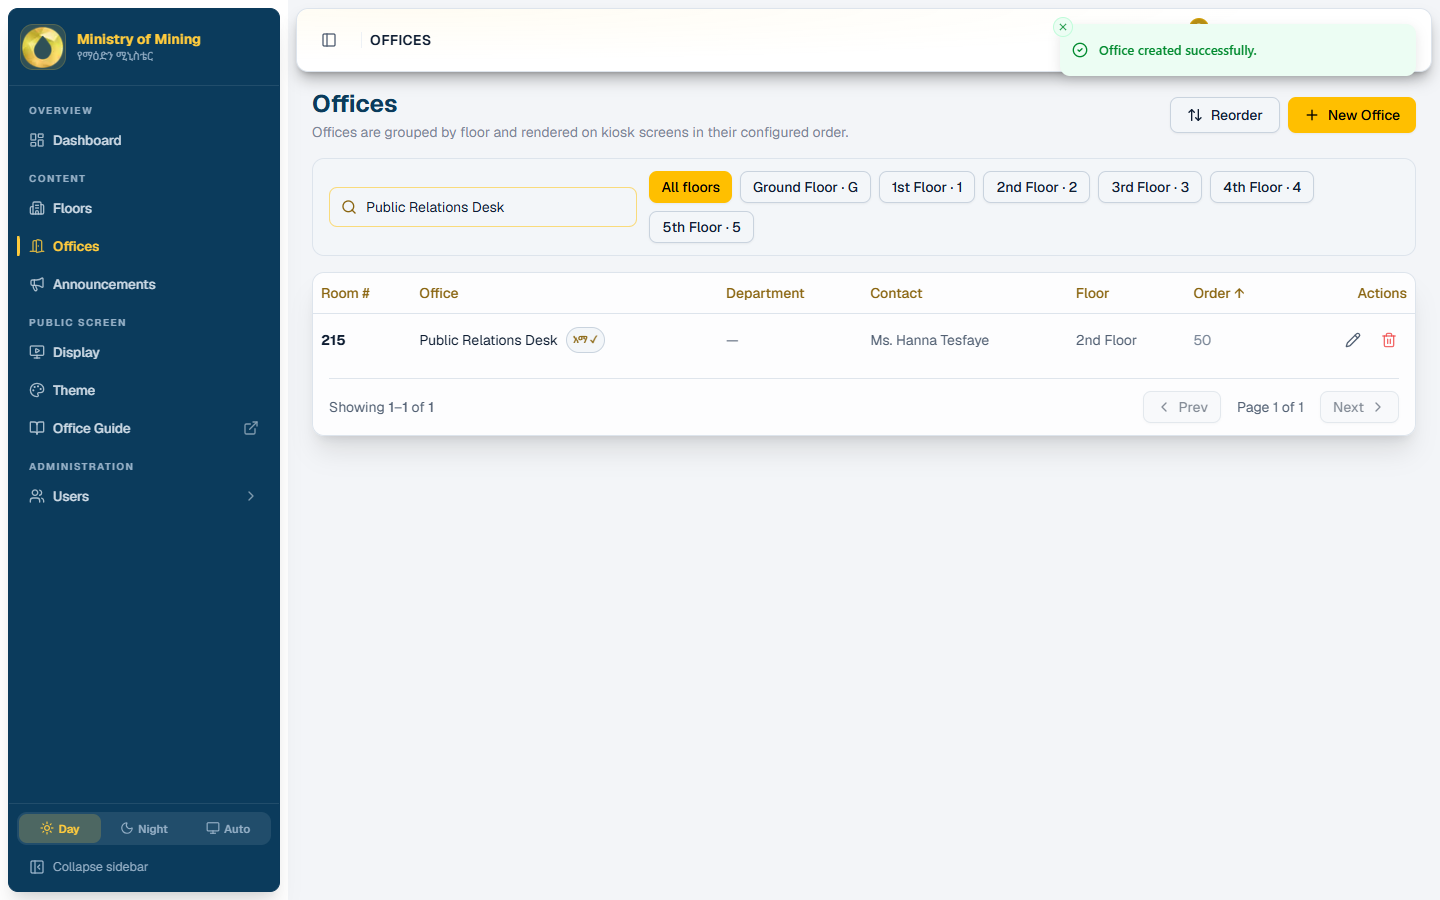 Ministry of Mining
የማዕድን ሚኒስቴር
OVERVIEW
Dashboard
CONTENT
Floors
Offices
Announcements
PUBLIC SCREEN
Display
Theme
Office Guide
ADMINISTRATION
Users
Day Night Auto
Collapse sidebar
OFFICES
Office created successfully.
Offices
Offices are grouped by floor and rendered on kiosk screens in their configured order.
Reorder
New Office
Public Relations Desk
All floors Ground Floor · G 1st Floor · 1 2nd Floor · 2 3rd Floor · 3 4th Floor · 4
5th Floor · 5
Room # Office Department Contact Floor Order ↑ Actions
215 Public Relations Desk አማ ✓ — Ms. Hanna Tesfaye 2nd Floor 50
Showing 1–1 of 1
Prev Page 1 of 1 Next